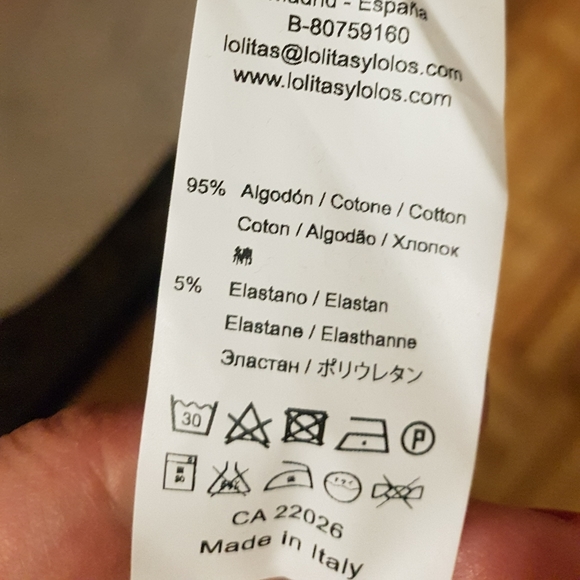 España
B-80759160
lolitas@lolitasylolos.com
www.lolitasylolos.com
95% Algodón / Cotone / Cotton
Coton / Algodão / Хлопок
綿
5% Elastano / Elastan
Elastane / Elasthanne
Эластан / ポリウレタン
30 P
CA 22026
Made in Italy